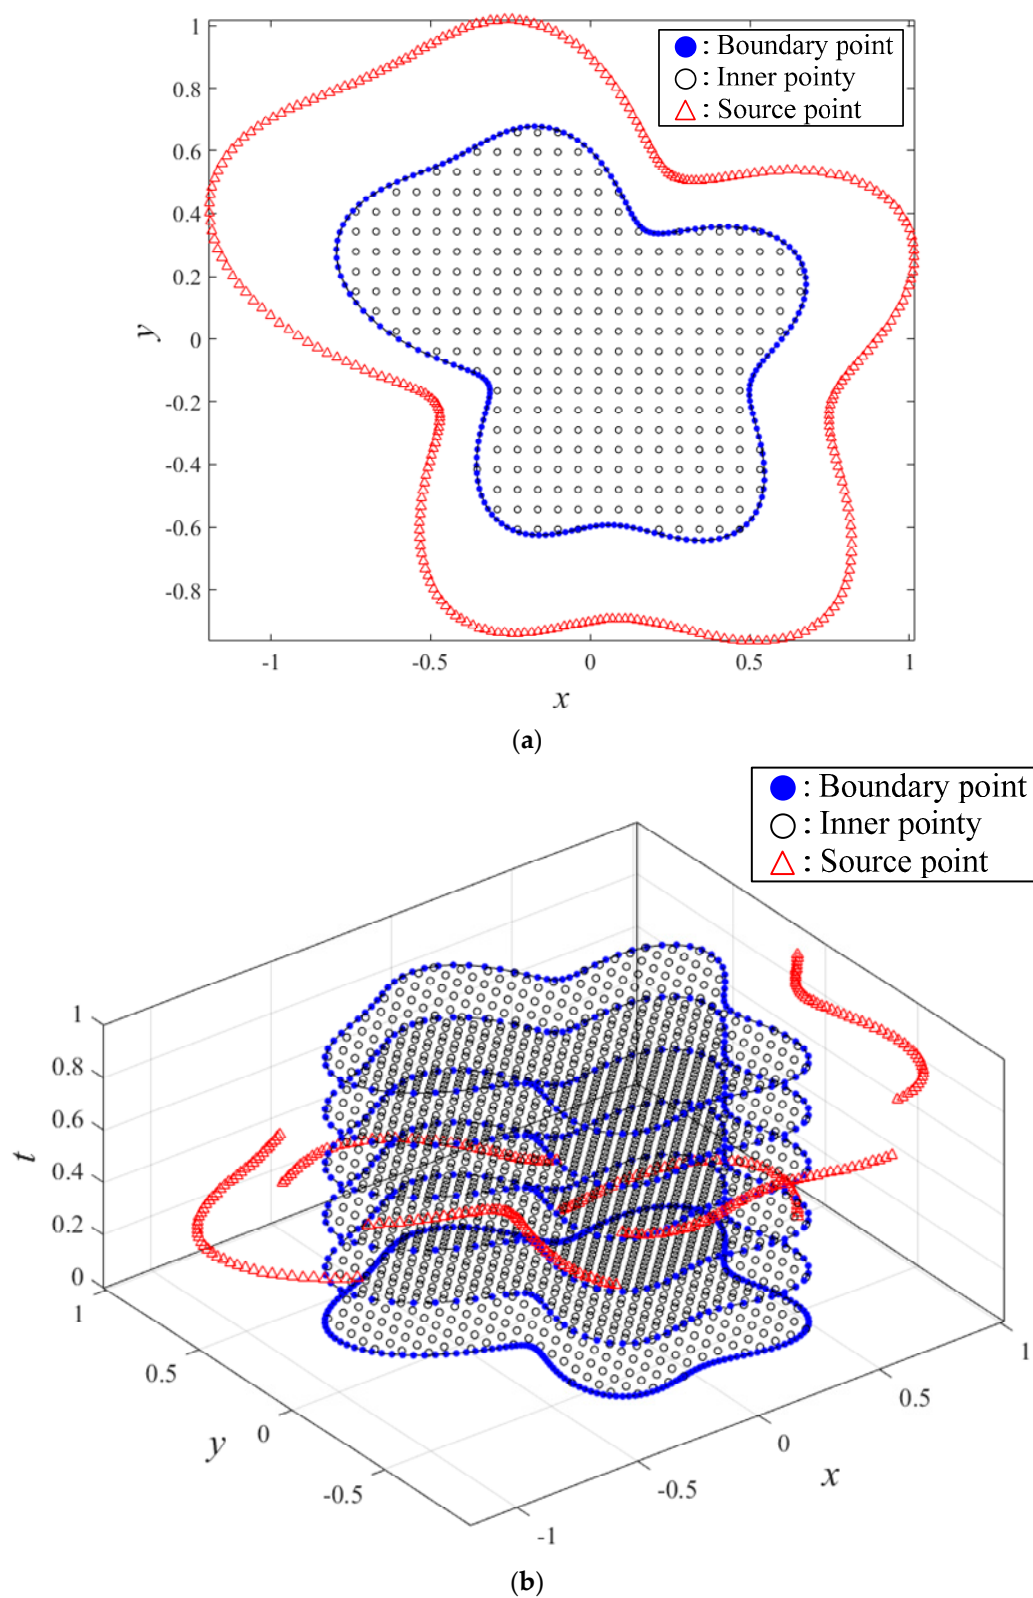 1
0.8
0.6
0.4
0.2
0
-0.2
-0.4
-0.6
-0.8
y
-1
-0.5
0
0.5
1
x
: Boundary point
: Inner pointy
: Source point
(a)
: Boundary point
: Inner pointy
: Source point
1
0.8
0.6
0.4
0.2
0
t
1
0.5
0
-0.5
y
-1
-0.5
0
0.5
1
x
(b)